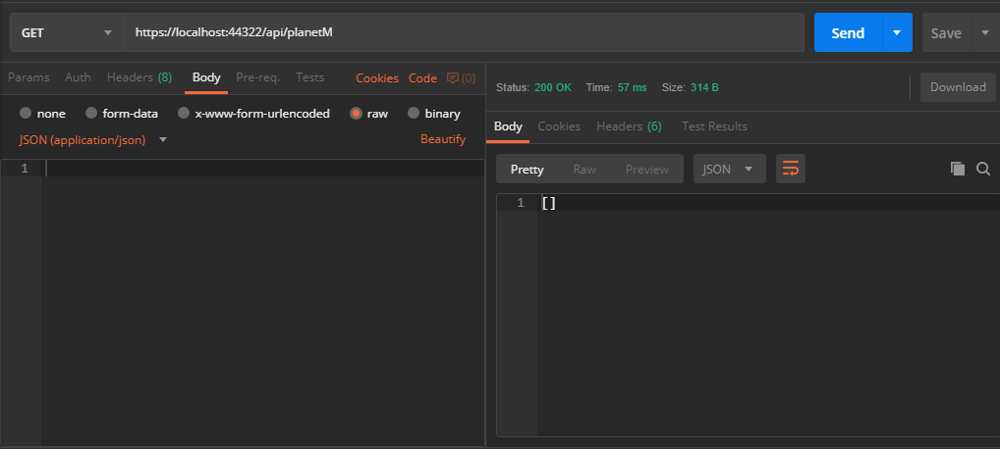 GET https://localhost:44322/api/planetM Send Save
Params Auth Headers (8) Body Pre-req. Tests Cookies Code (0)
none form-data x-www-form-urlencoded raw binary
JSON (application/json) Beautify
1
Status: 200 OK Time: 57 ms Size: 314 B Download
Body Cookies Headers (6) Test Results
Pretty Raw Preview JSON
1 []